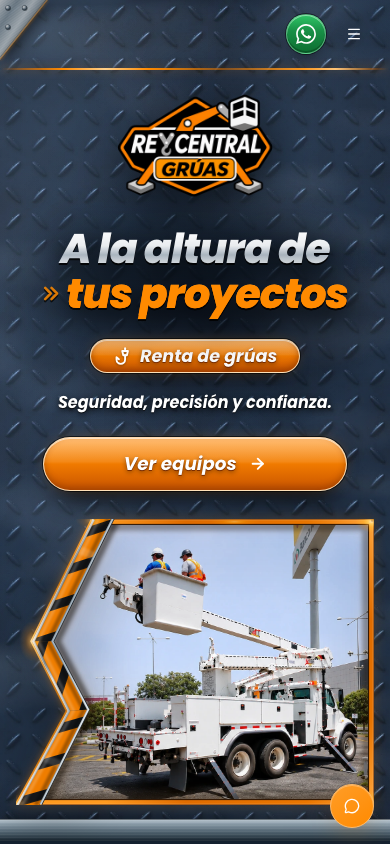 REYCENTRAL
GRÚAS
A la altura de
» tus proyectos
Renta de grúas
Seguridad, precisión y confianza.
Ver equipos →